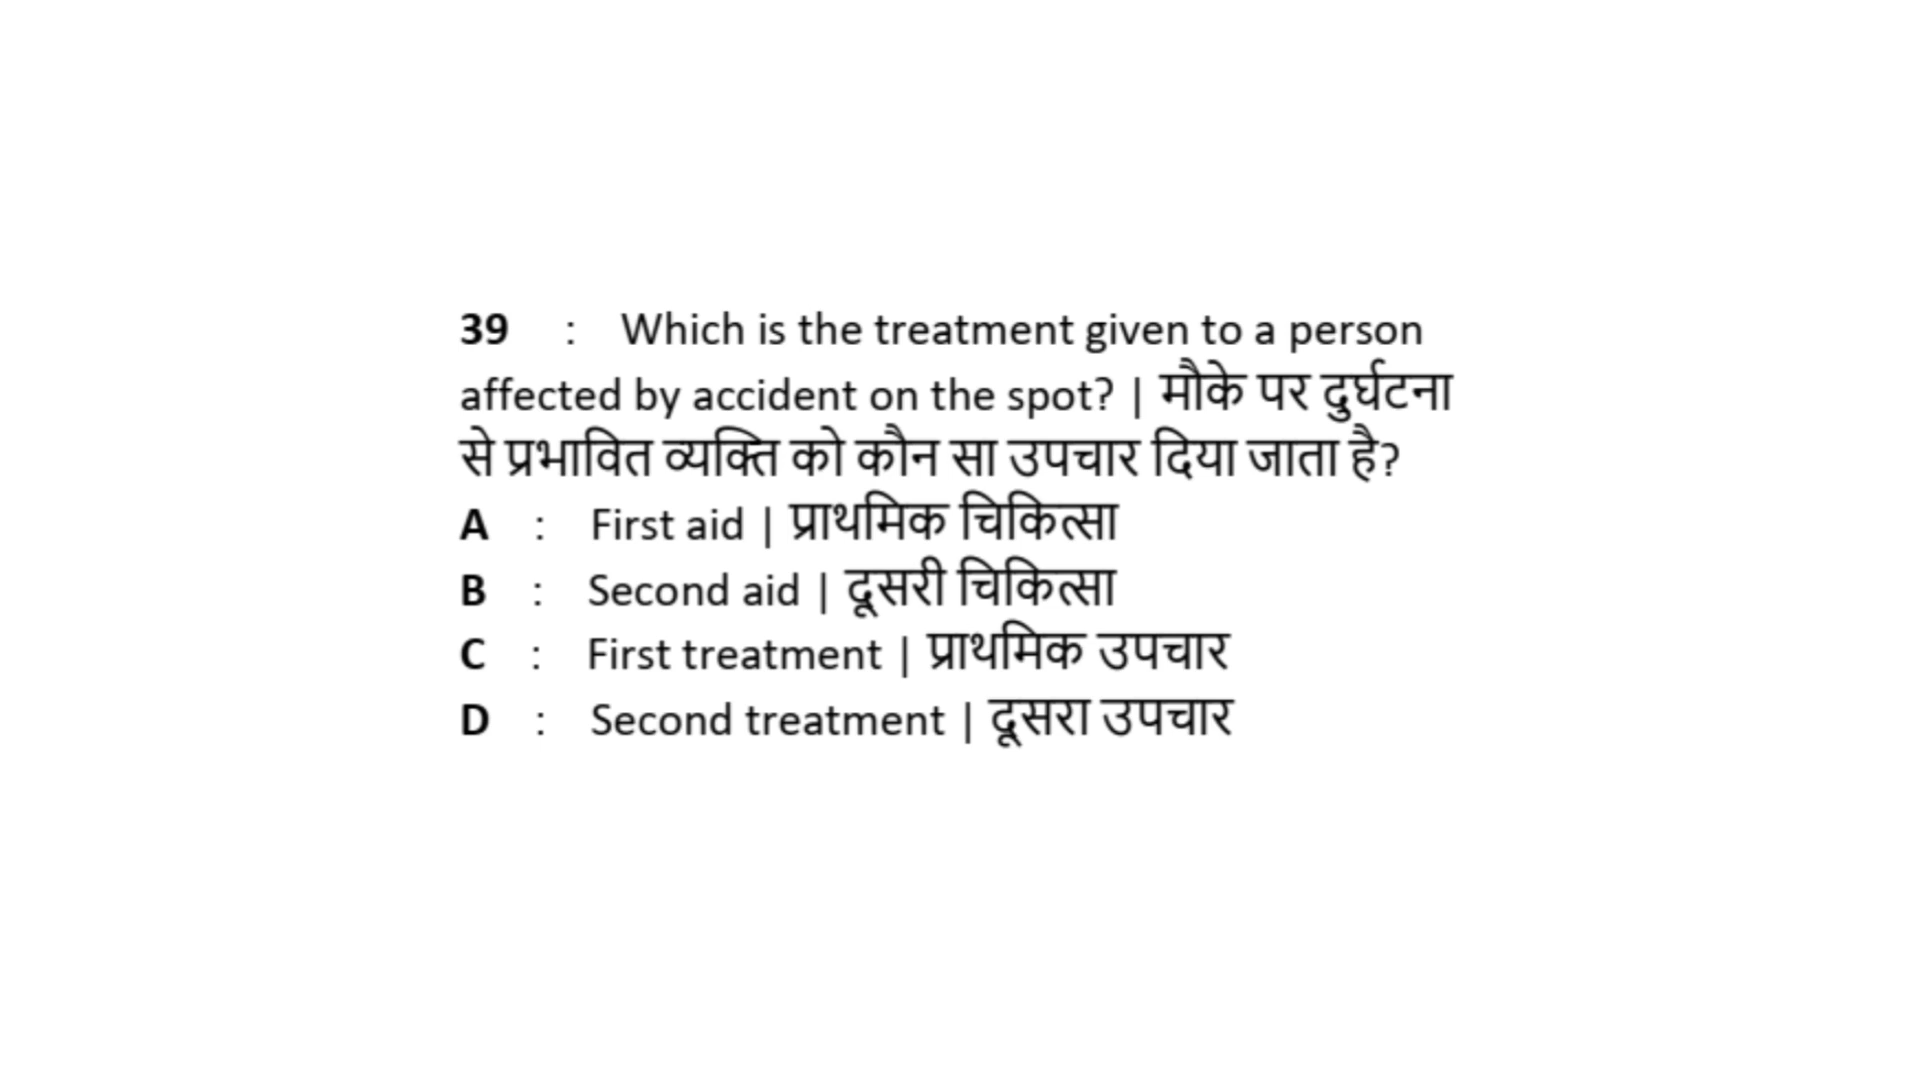 39 : Which is the treatment given to a person
affected by accident on the spot? | मौके पर दुर्घटना
से प्रभावित व्यक्ति को कौन सा उपचार दिया जाता है?
A : First aid | प्राथमिक चिकित्सा
B : Second aid | दूसरी चिकित्सा
C : First treatment | प्राथमिक उपचार
D : Second treatment | दूसरा उपचार